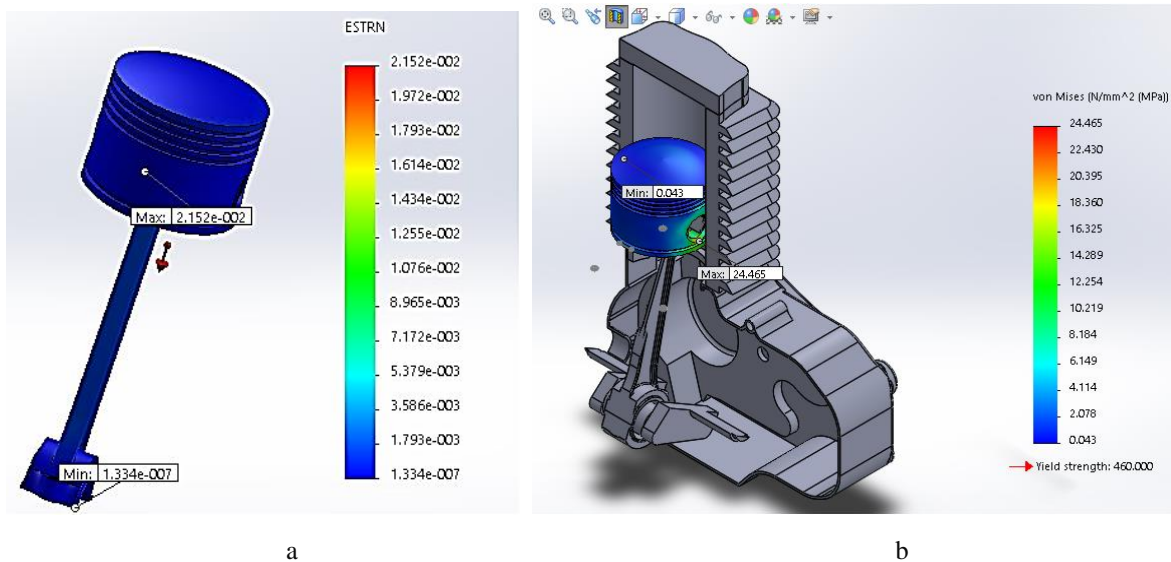 ESTRN
2.152e-002
1.972e-002
1.793e-002
1.614e-002
1.434e-002
1.255e-002
1.076e-002
8.965e-003
7.172e-003
5.379e-003
3.586e-003
1.793e-003
1.334e-007
Max: 2.152e-002
Min: 1.334e-007
a
von Mises (N/mm^2 (MPa))
24.465
22.430
20.395
18.360
16.325
14.289
12.254
10.219
8.184
6.149
4.114
2.078
0.043
Yield strength: 460.000
Min: 0.043
Max: 24.465
b